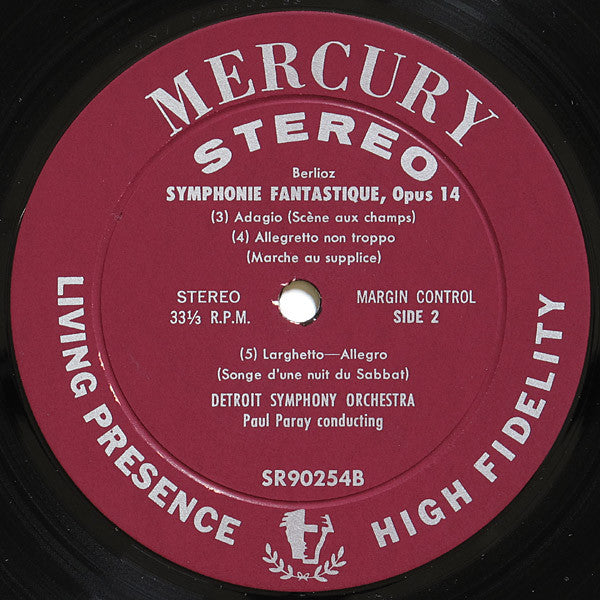 MERCURY
STEREO
Berlioz
SYMPHONIE FANTASTIQUE, Opus 14
(3) Adagio (Scène aux champs)
(4) Allegretto non troppo
(Marche au supplice)
STEREO
33⅓ R.P.M.
MARGIN CONTROL
SIDE 2
(5) Larghetto—Allegro
(Songe d'une nuit du Sabbat)
DETROIT SYMPHONY ORCHESTRA
Paul Paray conducting
SR90254B
LIVING PRESENCE
HIGH FIDELITY